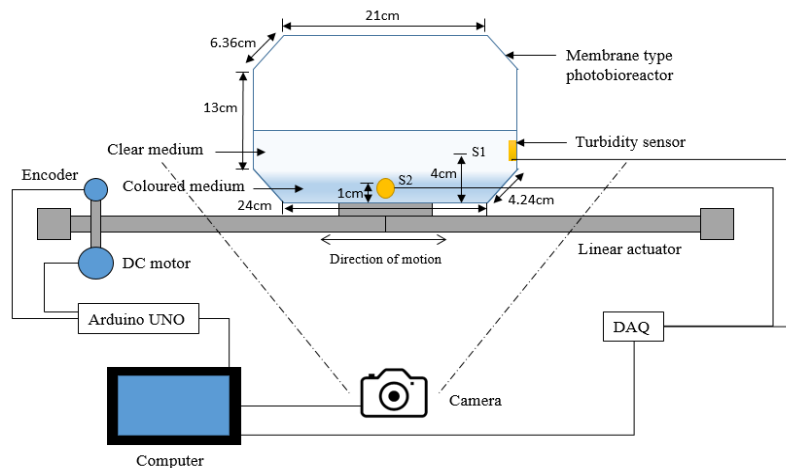 21cm
6.36cm
Membrane type
photobioreactor
13cm
Clear medium
S1
Turbidity sensor
Encoder
Coloured medium
S2
4cm
1cm
24cm
4.24cm
DC motor
Direction of motion
Linear actuator
Arduino UNO
DAQ
Camera
Computer